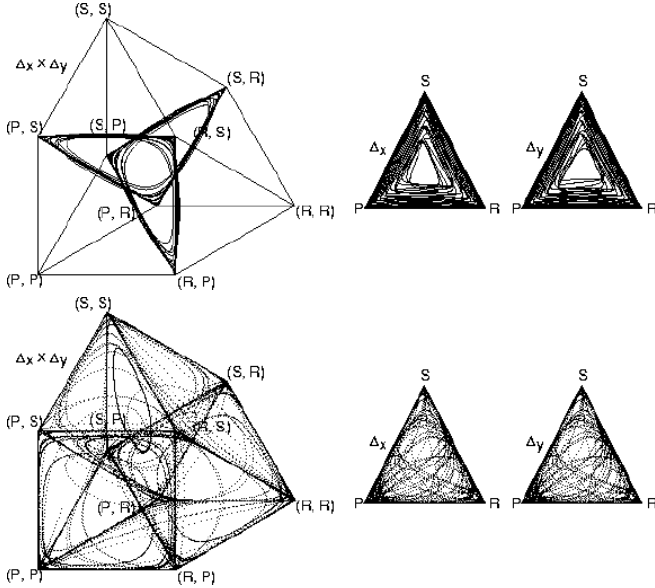 (S, S)
Δx × Δy
(S, R)
(P, S)
(S, P)
(R, S)
(P, R)
(R, R)
(P, P)
(R, P)
S
Δx
P
R
S
Δy
P
R
(S, S)
Δx × Δy
(S, R)
(P, S)
(S, P)
(R, S)
(P, R)
(R, R)
(P, P)
(R, P)
S
Δx
P
R
S
Δy
P
R